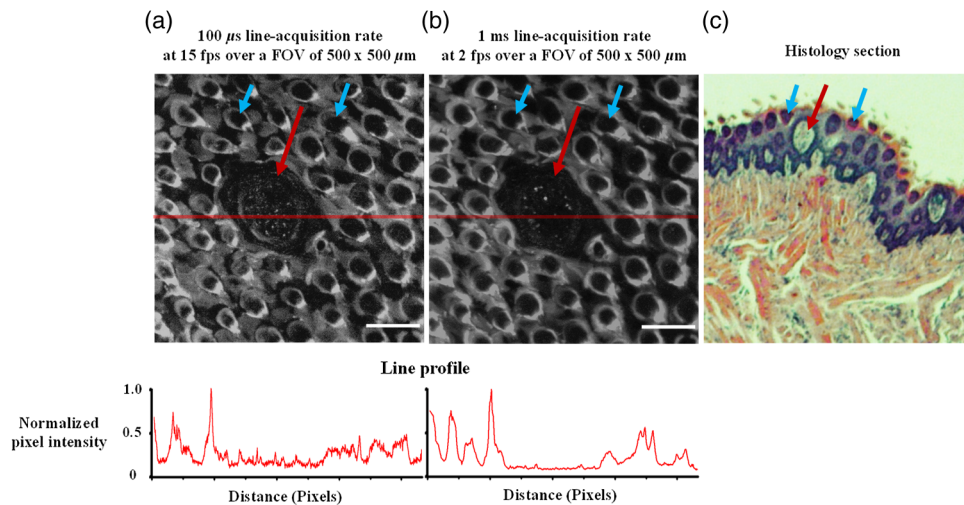 (a)
100 µs line-acquisition rate
at 15 fps over a FOV of 500 x 500 µm
(b)
1 ms line-acquisition rate
at 2 fps over a FOV of 500 x 500 µm
(c)
Histology section
Line profile
Normalized
pixel intensity
1.0
0.5
0
Distance (Pixels)
Distance (Pixels)